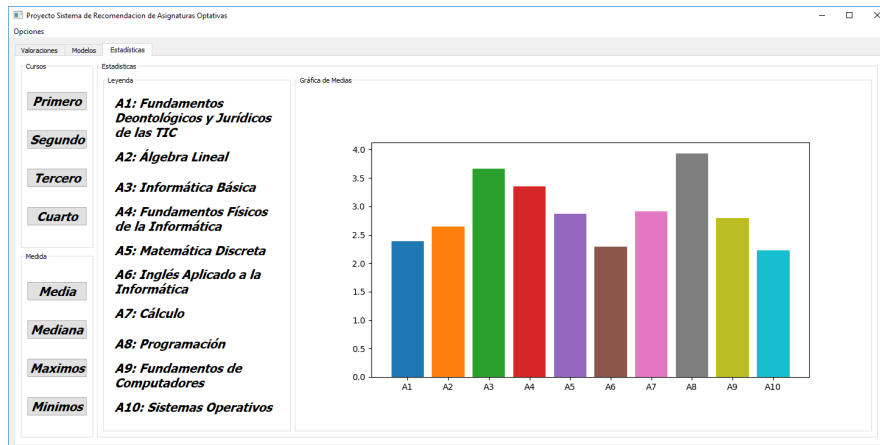 Proyecto Sistema de Recomendacion de Asignaturas Optativas
Opciones
Valoraciones Modelos Estadísticas
Cursos
Primero
Segundo
Tercero
Cuarto
Medida
Media
Mediana
Maximos
Minimos
Estadísticas
Leyenda
A1: Fundamentos
Deontológicos y Jurídicos
de las TIC
A2: Álgebra Lineal
A3: Informática Básica
A4: Fundamentos Físicos
de la Informática
A5: Matemática Discreta
A6: Inglés Aplicado a la
Informática
A7: Cálculo
A8: Programación
A9: Fundamentos de
Computadores
A10: Sistemas Operativos
Gráfica de Medias
4.0
3.5
3.0
2.5
2.0
1.5
1.0
0.5
0.0
A1 A2 A3 A4 A5 A6 A7 A8 A9 A10